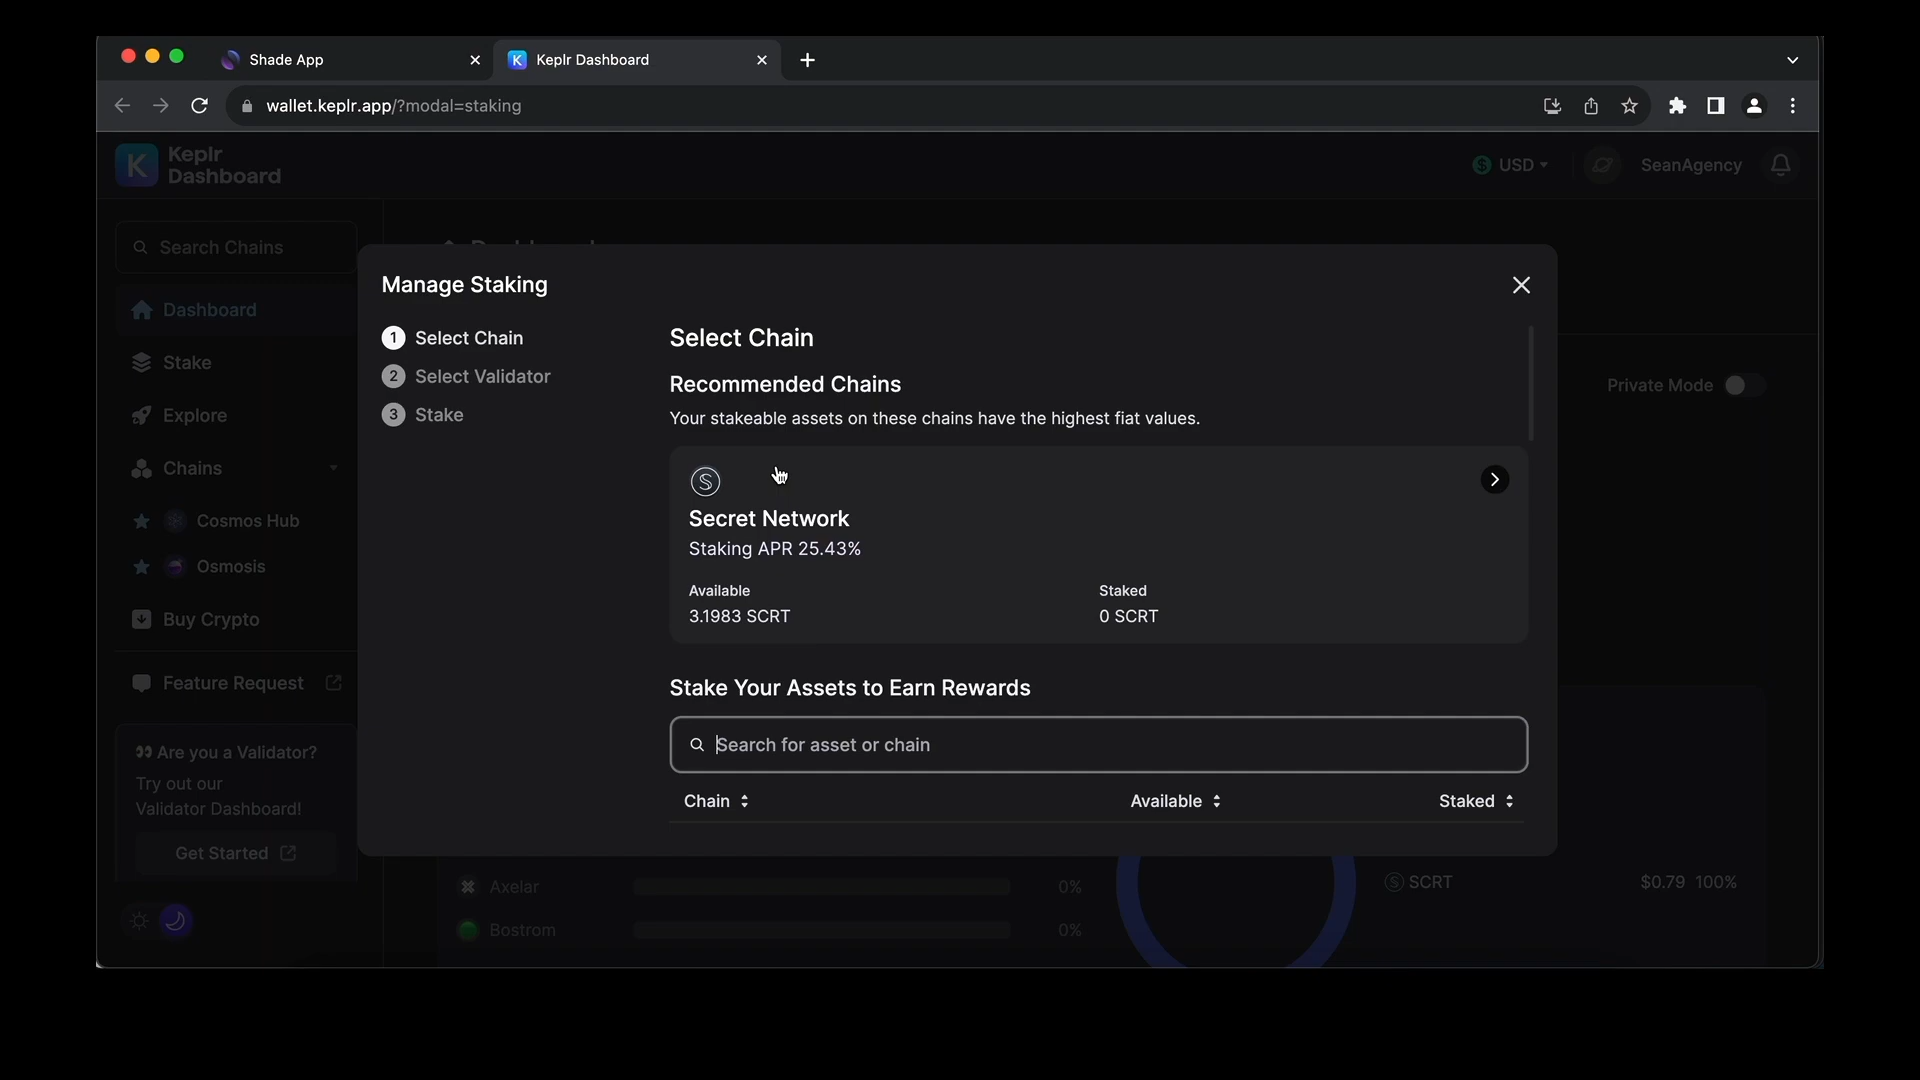 Shade App
Keplr Dashboard
wallet.keplr.app/?modal=staking
K
Keplr
Dashboard
USD
SeanAgency
Search Chains
Dashboard
Stake
Explore
Chains
Cosmos Hub
Osmosis
Buy Crypto
Feature Request
Are you a Validator?
Try out our
Validator Dashboard!
Get Started
Manage Staking
1 Select Chain
2 Select Validator
3 Stake
Select Chain
Recommended Chains
Your stakeable assets on these chains have the highest fiat values.
Secret Network
Staking APR 25.43%
Available
3.1983 SCRT
Staked
0 SCRT
Stake Your Assets to Earn Rewards
Search for asset or chain
Chain Available Staked
Private Mode
Axelar 0%
Bostrom 0%
SCRT $0.79 100%